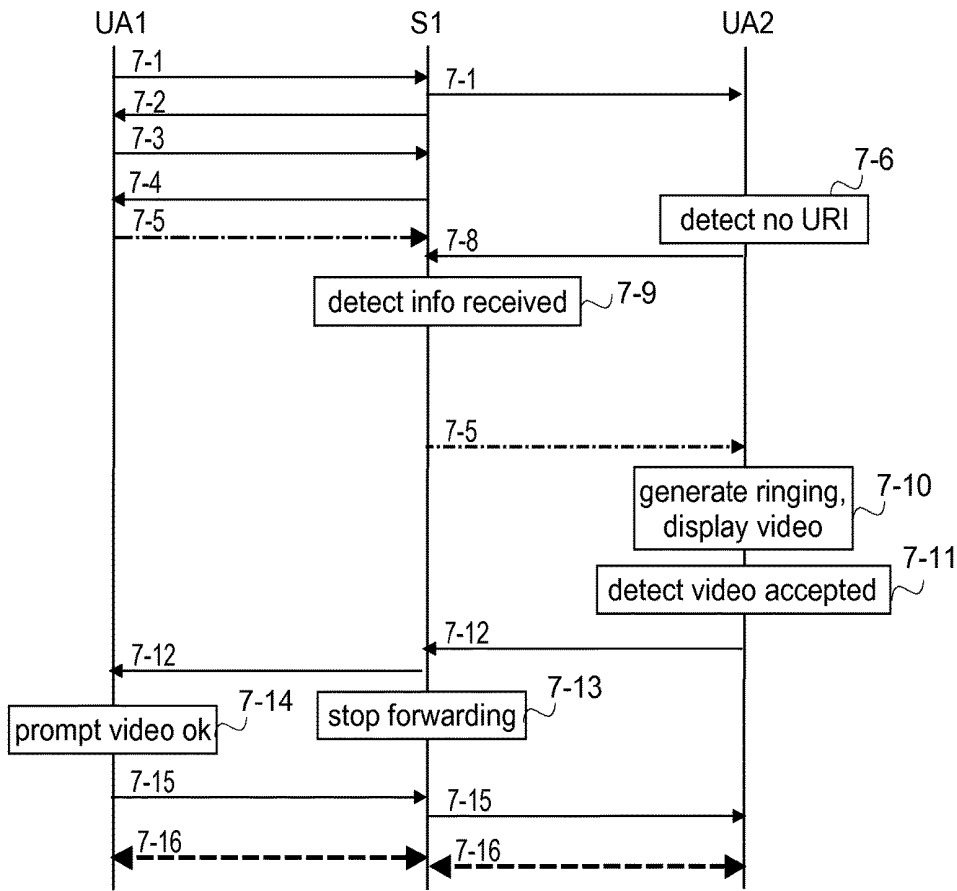 UA1 S1 UA2
7-1
7-1
7-2
7-3
7-4
7-6
detect no URI
7-5
7-8
detect info received
7-9
7-5
generate ringing,
display video
7-10
7-11
detect video accepted
7-12
7-12
7-14
prompt video ok
7-13
stop forwarding
7-15
7-15
7-16
7-16